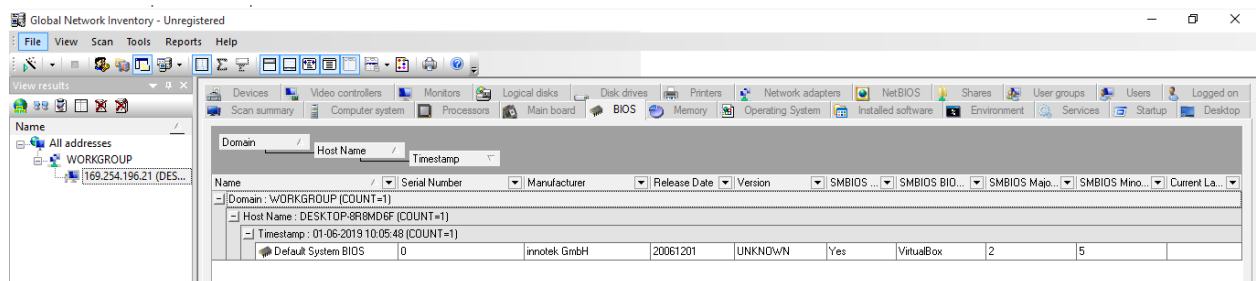 Global Network Inventory - Unregistered
File View Scan Tools Reports Help
View results
Name
All addresses
WORKGROUP
169.254.196.21 (DES...
Devices Video controllers Monitors Logical disks Disk drives Printers Network adapters NetBIOS Shares User groups Users Logged on
Scan summary Computer system Processors Main board BIOS Memory Operating System Installed software Environment Services Startup Desktop
Domain
Host Name
Timestamp
Name Serial Number Manufacturer Release Date Version SMBIOS ... SMBIOS BIO... SMBIOS Majo... SMBIOS Mino... Current La...
Domain : WORKGROUP (COUNT=1)
Host Name : DESKTOP-8R8MD6F (COUNT=1)
Timestamp : 01-06-2019 10:05:48 (COUNT=1)
Default System BIOS 0 innotek GmbH 20061201 UNKNOWN Yes VirtualBox 2 5